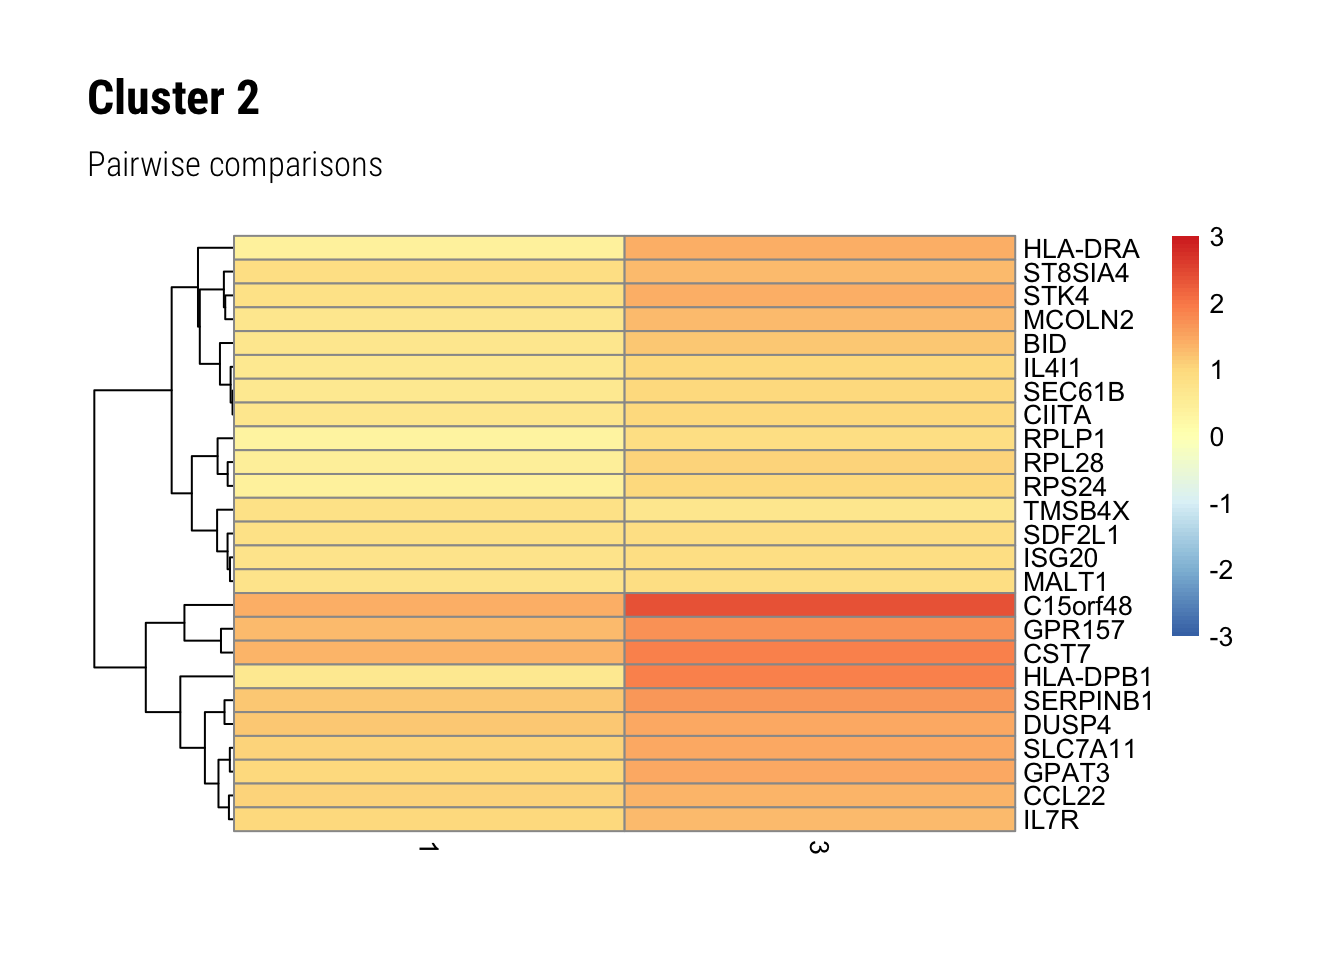 Cluster 2
Pairwise comparisons
HLA-DRA
ST8SIA4
STK4
MCOLN2
BID
IL4I1
SEC61B
CIITA
RPLP1
RPL28
RPS24
TMSB4X
SDF2L1
ISG20
MALT1
C15orf48
GPR157
CST7
HLA-DPB1
SERPINB1
DUSP4
SLC7A11
GPAT3
CCL22
IL7R
3
2
1
0
-1
-2
-3
1
3